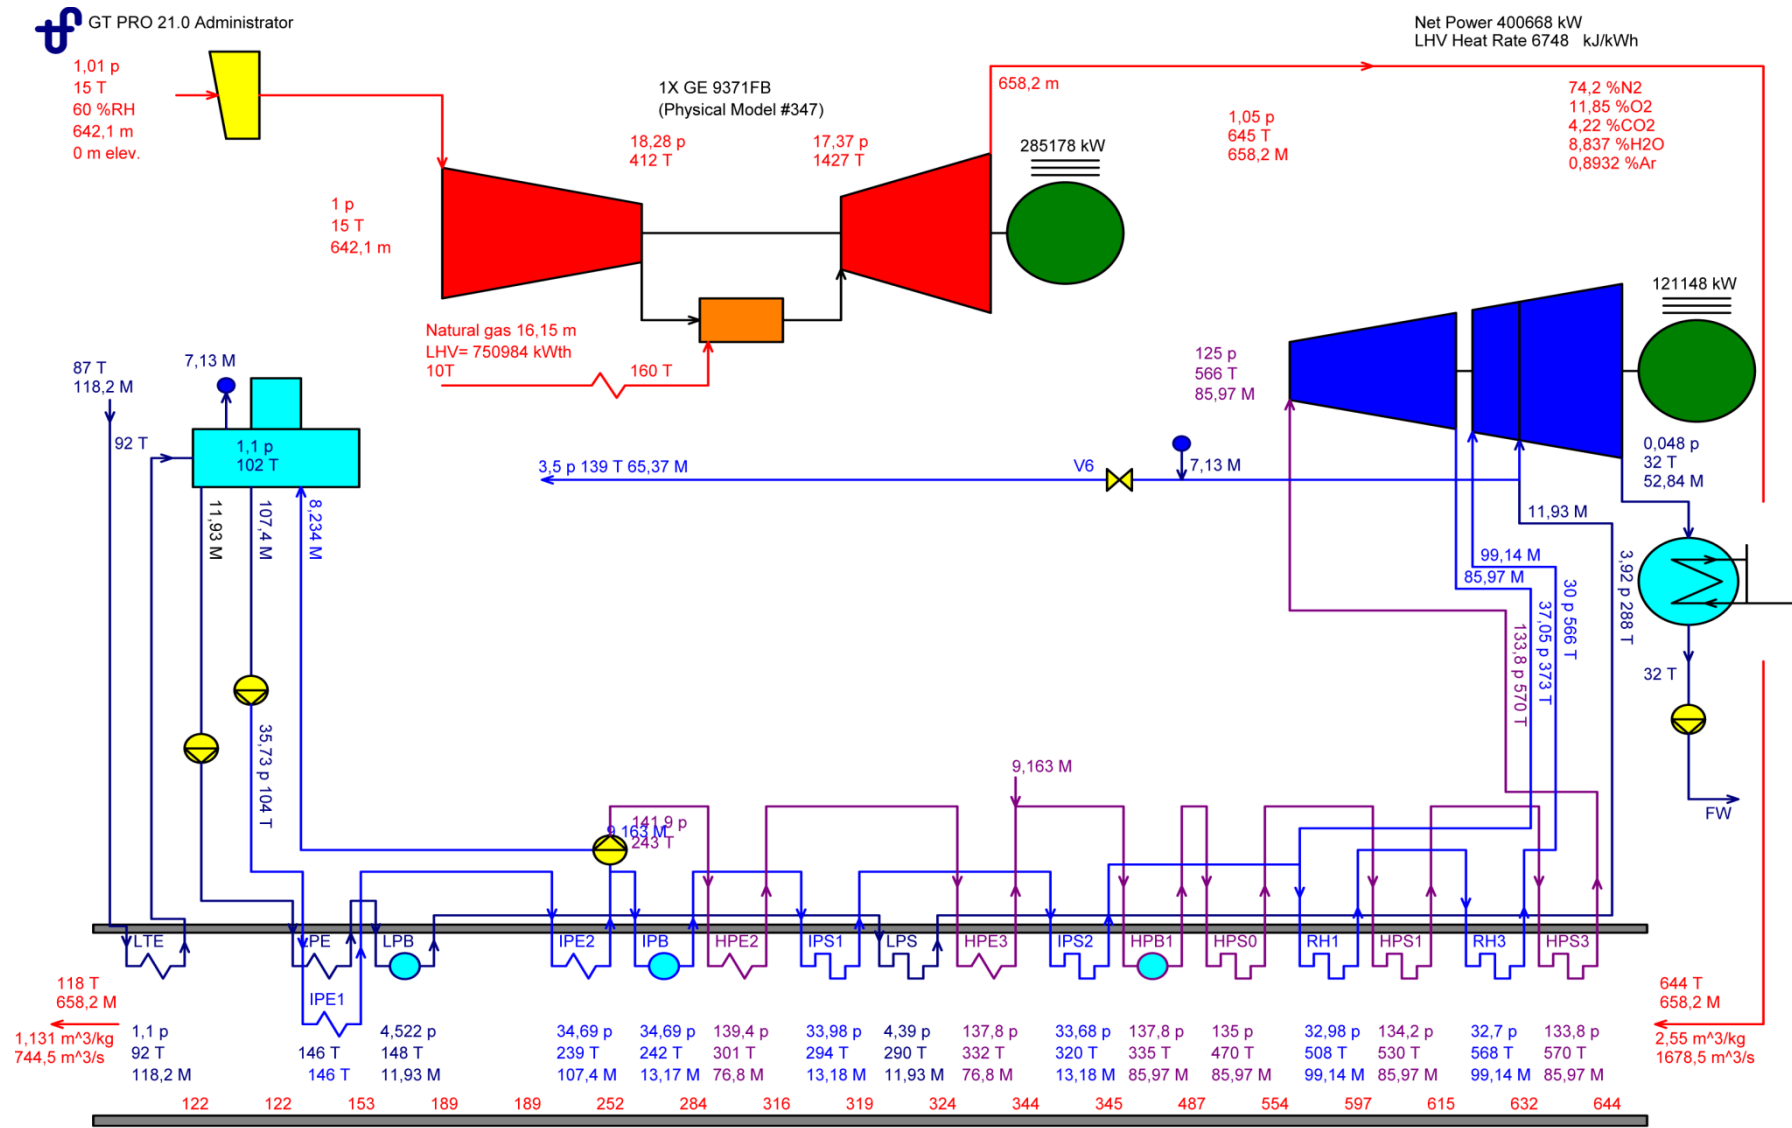 GT PRO 21.0 Administrator
Net Power 400668 kW
LHV Heat Rate 6748 kJ/kWh
1,01 p
15 T
60 %RH
642,1 m
0 m elev.
1X GE 9371FB
(Physical Model #347)
658,2 m
74,2 %N2
11,85 %O2
4,22 %CO2
8,837 %H2O
0,8932 %Ar
1,05 p
645 T
658,2 M
18,28 p
412 T
17,37 p
1427 T
285178 kW
1 p
15 T
642,1 m
121148 kW
Natural gas 16,15 m
LHV= 750984 kWth
10T
160 T
87 T
118,2 M
7,13 M
125 p
566 T
85,97 M
92 T
1,1 p
102 T
3,5 p 139 T 65,37 M
V6
7,13 M
0,048 p
32 T
52,84 M
11,93 M
107,4 M
8,234 M
11,93 M
99,14 M
85,97 M
3,92 p 288 T
30 p 566 T
37,05 p 373 T
133,8 p 570 T
32 T
35,73 p 104 T
9,163 M
FW
141,9 p
9,163 M
243 T
LTE
LPE
LPB
IPE2
IPB
HPE2
IPS1
LPS
HPE3
IPS2
HPB1
HPS0
RH1
HPS1
RH3
HPS3
IPE1
118 T
658,2 M
1,131 m^3/kg
744,5 m^3/s
644 T
658,2 M
2,55 m^3/kg
1678,5 m^3/s
1,1 p
92 T
118,2 M
146 T
146 T
4,522 p
148 T
11,93 M
34,69 p
239 T
107,4 M
34,69 p
242 T
13,17 M
139,4 p
301 T
76,8 M
33,98 p
294 T
13,18 M
4,39 p
290 T
11,93 M
137,8 p
332 T
76,8 M
33,68 p
320 T
13,18 M
137,8 p
335 T
85,97 M
135 p
470 T
85,97 M
32,98 p
508 T
99,14 M
134,2 p
530 T
85,97 M
32,7 p
568 T
99,14 M
133,8 p
570 T
85,97 M
122 122 153 189 189 252 284 316 319 324 344 345 487 554 597 615 632 644